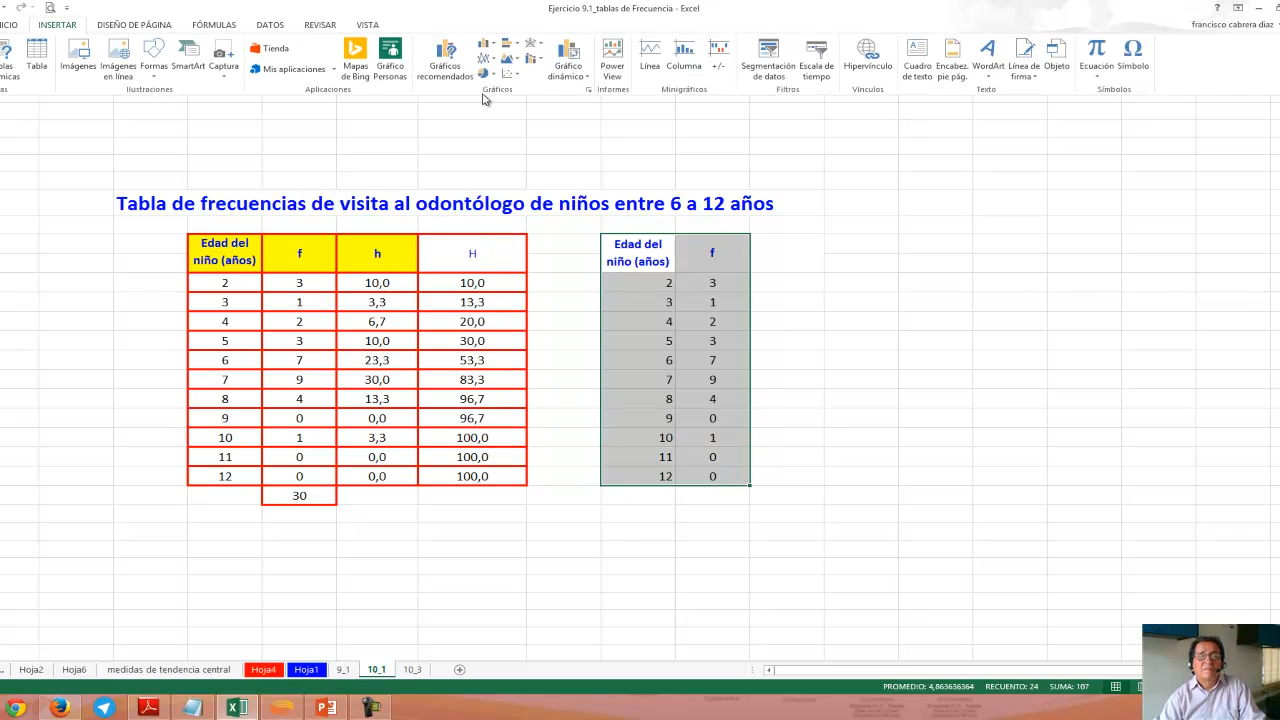 Ejercicio 9.1_tablas de Frecuencia - Excel
?
ICIO INSERTAR DISEÑO DE PÁGINA FÓRMULAS DATOS REVISAR VISTA francisco cabrera diaz
Tabla
Imágenes
Imágenes en línea
Formas
SmartArt
Captura
Tienda
Mis aplicaciones
Mapas de Bing
Gráfico Personas
Gráficos recomendados
Gráfico dinámico
Power View
Línea
Columna
+/-
Segmentación de datos
Escala de tiempo
Hipervínculo
Cuadro de texto
Encabez. pie pág.
WordArt
Línea de firma
Objeto
Ecuación
Símbolo
Ilustraciones Aplicaciones Gráficos Informes Minigráficos Filtros Vínculos Texto Símbolos
Tabla de frecuencias de visita al odontólogo de niños entre 6 a 12 años
Edad del niño (años) f h H
2 3 10,0 10,0
3 1 3,3 13,3
4 2 6,7 20,0
5 3 10,0 30,0
6 7 23,3 53,3
7 9 30,0 83,3
8 4 13,3 96,7
9 0 0,0 96,7
10 1 3,3 100,0
11 0 0,0 100,0
12 0 0,0 100,0
30
Edad del niño (años) f
2 3
3 1
4 2
5 3
6 7
7 9
8 4
9 0
10 1
11 0
12 0
... Hoja2 Hoja6 medidas de tendencia central Hoja4 Hoja1 9_1 10_1 10_3
PROMEDIO: 4,863636364 RECUENTO: 24 SUMA: 107